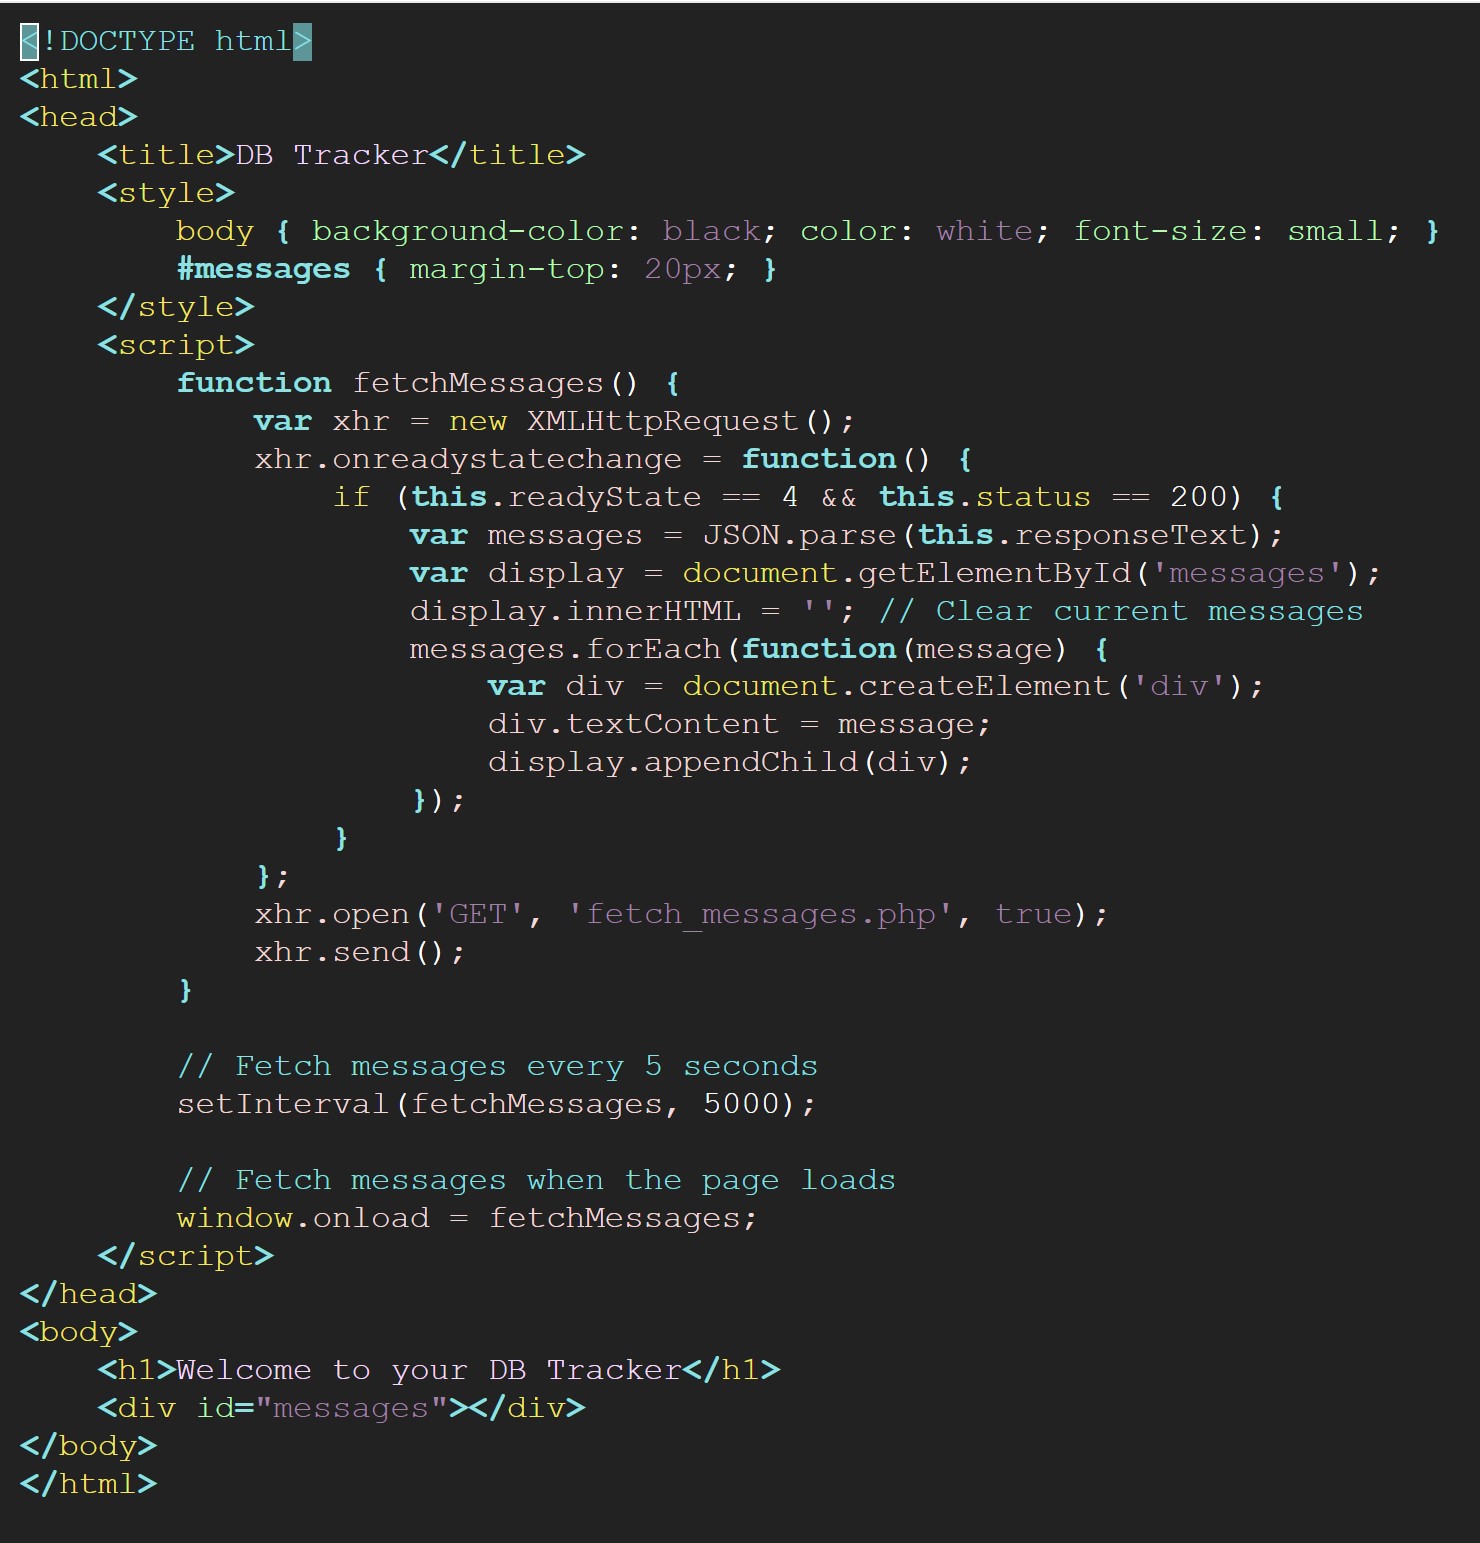 <!DOCTYPE html>
<html>
<head>
    <title>DB Tracker</title>
    <style>
        body { background-color: black; color: white; font-size: small; }
        #messages { margin-top: 20px; }
    </style>
    <script>
        function fetchMessages() {
            var xhr = new XMLHttpRequest();
            xhr.onreadystatechange = function() {
                if (this.readyState == 4 && this.status == 200) {
                    var messages = JSON.parse(this.responseText);
                    var display = document.getElementById('messages');
                    display.innerHTML = ''; // Clear current messages
                    messages.forEach(function(message) {
                        var div = document.createElement('div');
                        div.textContent = message;
                        display.appendChild(div);
                    });
                }
            };
            xhr.open('GET', 'fetch_messages.php', true);
            xhr.send();
        }

        // Fetch messages every 5 seconds
        setInterval(fetchMessages, 5000);

        // Fetch messages when the page loads
        window.onload = fetchMessages;
    </script>
</head>
<body>
    <h1>Welcome to your DB Tracker</h1>
    <div id="messages"></div>
</body>
</html>